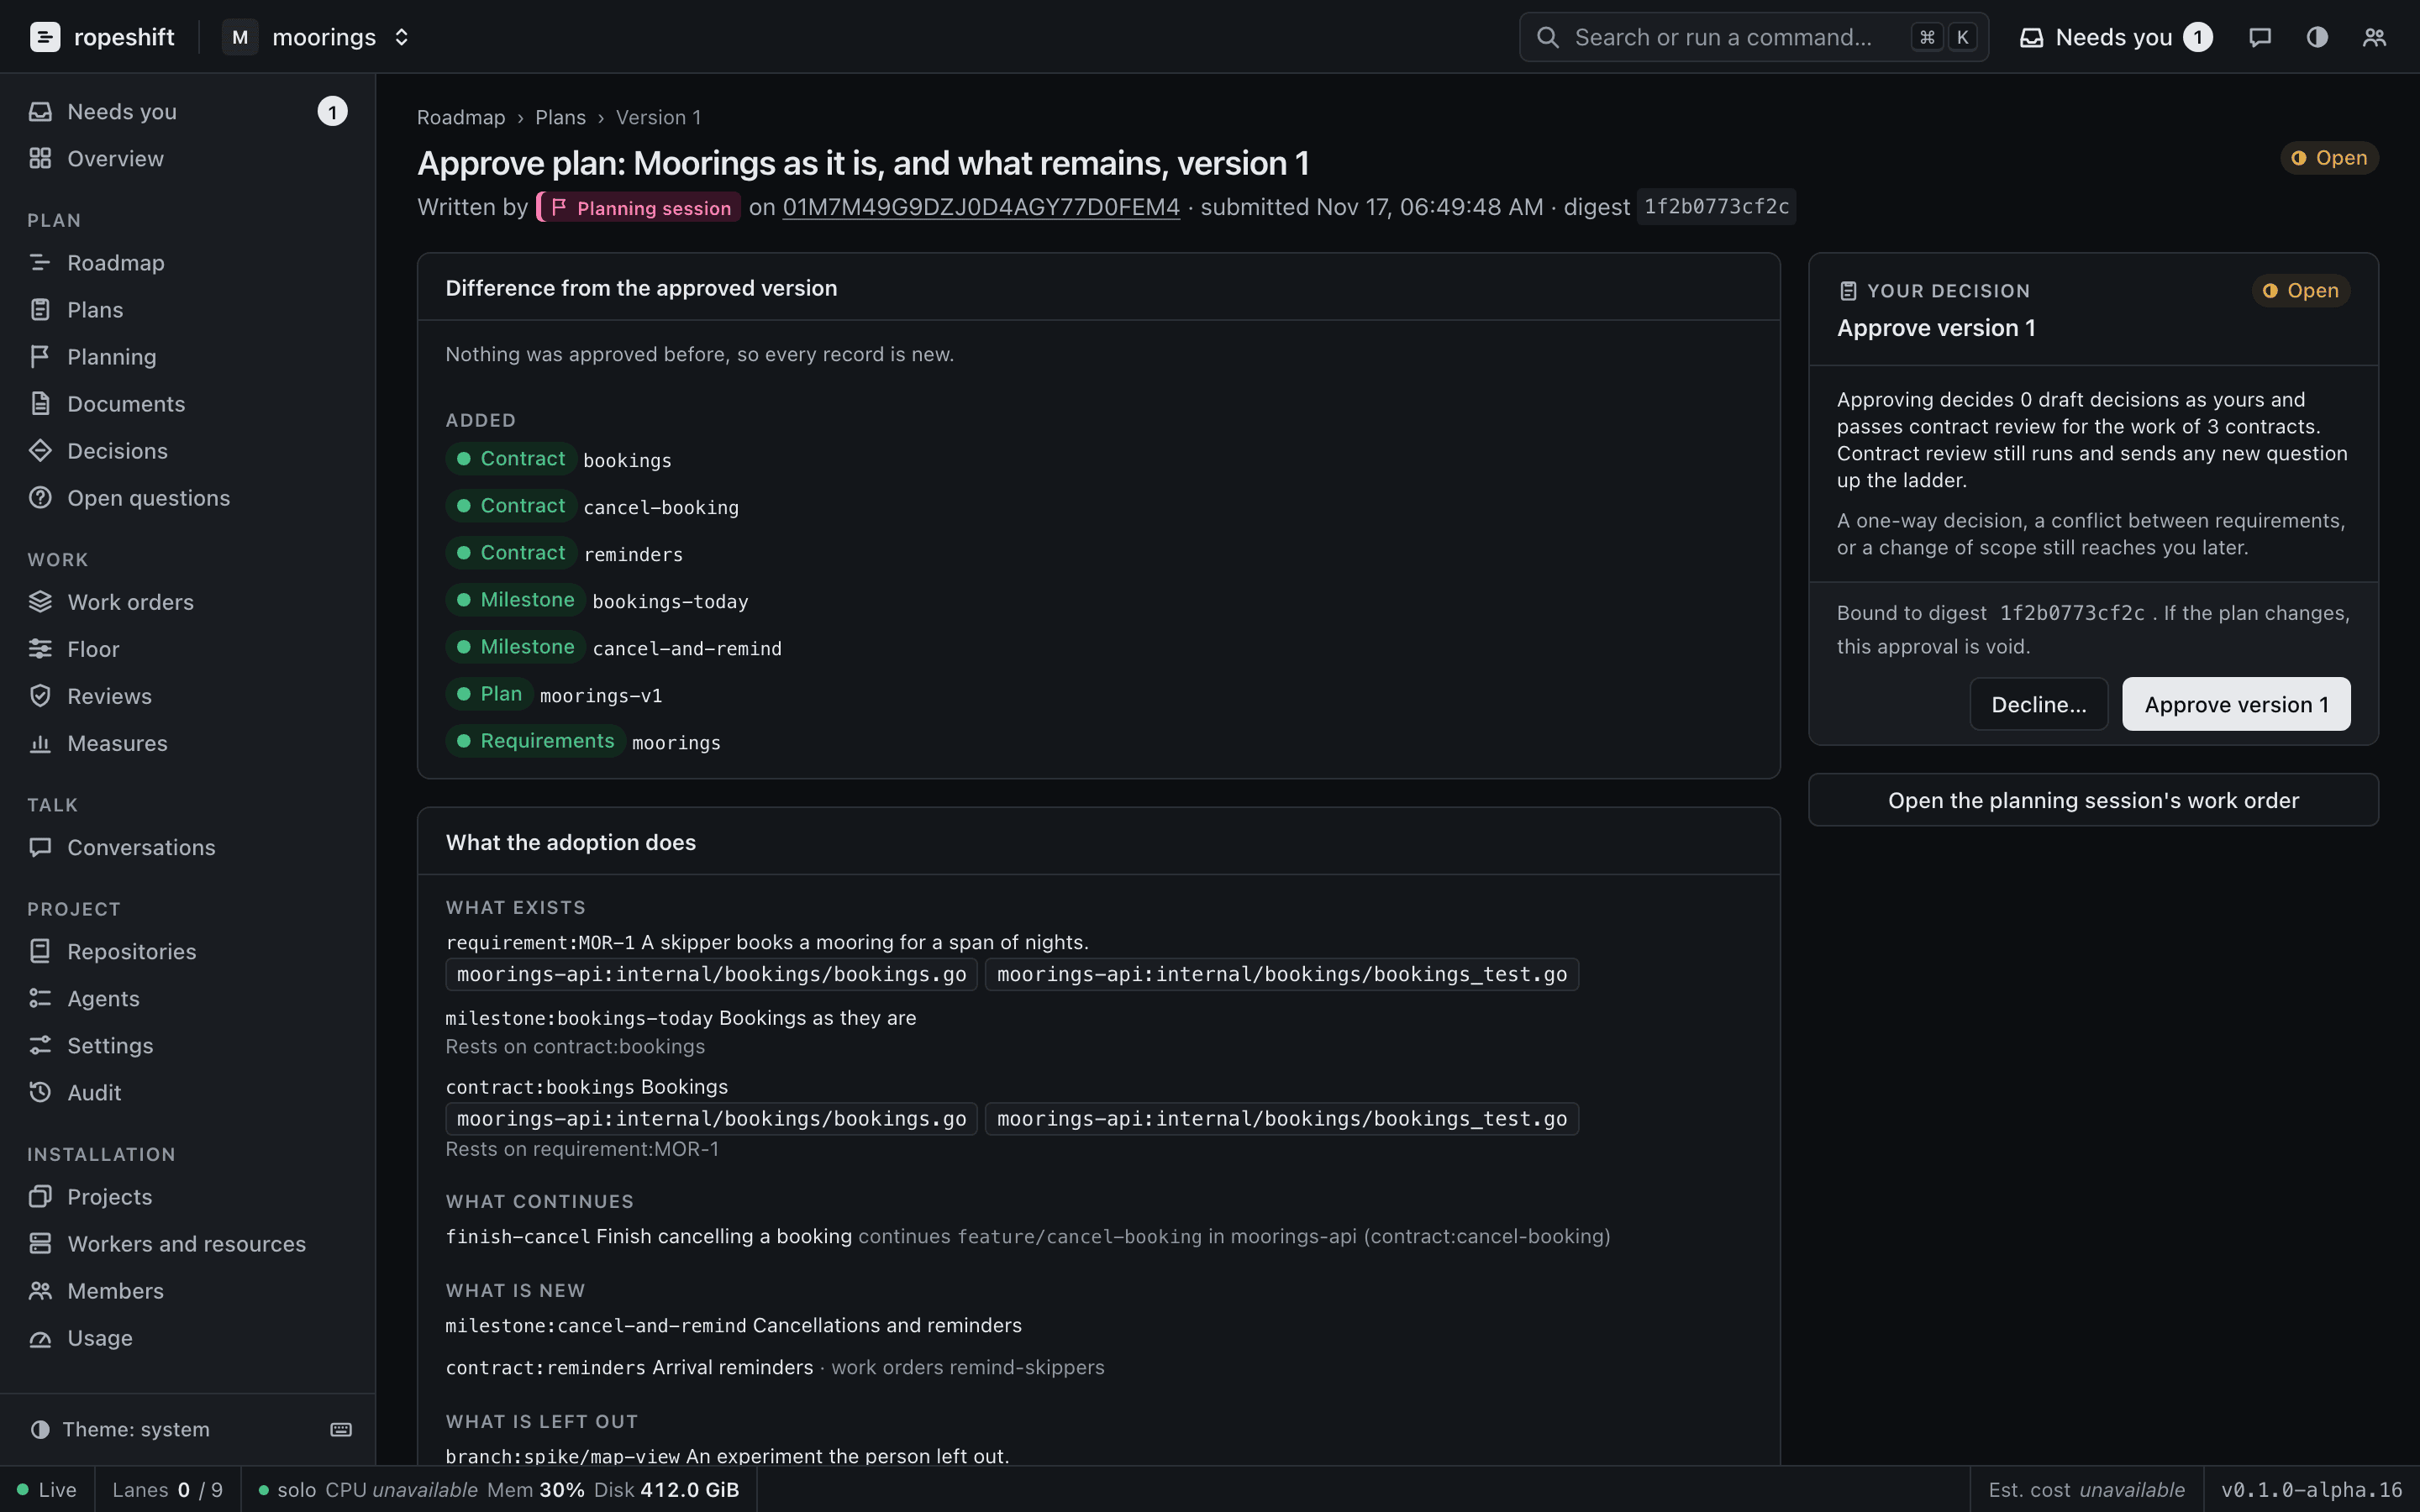 ropeshift
M moorings
Search or run a command... ⌘ K
Needs you 1
Needs you 1
Overview
PLAN
Roadmap
Plans
Planning
Documents
Decisions
Open questions
WORK
Work orders
Floor
Reviews
Measures
TALK
Conversations
PROJECT
Repositories
Agents
Settings
Audit
INSTALLATION
Projects
Workers and resources
Members
Usage
Theme: system
Roadmap › Plans › Version 1
Approve plan: Moorings as it is, and what remains, version 1
Open
Written by Planning session on 01M7M49G9DZJ0D4AGY77D0FEM4 · submitted Nov 17, 06:49:48 AM · digest 1f2b0773cf2c
Difference from the approved version
Nothing was approved before, so every record is new.
ADDED
Contract bookings
Contract cancel-booking
Contract reminders
Milestone bookings-today
Milestone cancel-and-remind
Plan moorings-v1
Requirements moorings
What the adoption does
WHAT EXISTS
requirement:MOR-1 A skipper books a mooring for a span of nights.
moorings-api:internal/bookings/bookings.go moorings-api:internal/bookings/bookings_test.go
milestone:bookings-today Bookings as they are
Rests on contract:bookings
contract:bookings Bookings
moorings-api:internal/bookings/bookings.go moorings-api:internal/bookings/bookings_test.go
Rests on requirement:MOR-1
WHAT CONTINUES
finish-cancel Finish cancelling a booking continues feature/cancel-booking in moorings-api (contract:cancel-booking)
WHAT IS NEW
milestone:cancel-and-remind Cancellations and reminders
contract:reminders Arrival reminders · work orders remind-skippers
WHAT IS LEFT OUT
branch:spike/map-view An experiment the person left out.
YOUR DECISION
Open
Approve version 1
Approving decides 0 draft decisions as yours and
passes contract review for the work of 3 contracts.
Contract review still runs and sends any new question
up the ladder.
A one-way decision, a conflict between requirements,
or a change of scope still reaches you later.
Bound to digest 1f2b0773cf2c . If the plan changes,
this approval is void.
Decline...
Approve version 1
Open the planning session's work order
Live
Lanes 0 / 9
solo CPU unavailable Mem 30% Disk 412.0 GiB
Est. cost unavailable
v0.1.0-alpha.16